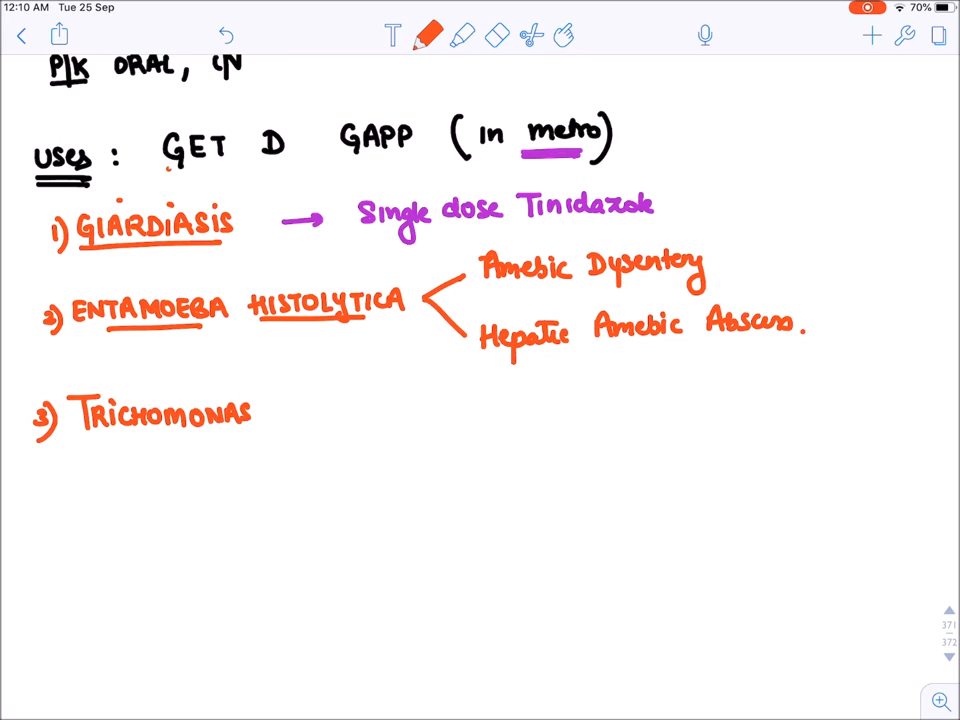 12:10 AM Tue 25 Sep 70%
T
P/K ORAL, IV
Uses : GET D GAPP (in metro)
1) GIARDIASIS → Single dose Tinidazole
Amebic Dysentery
2) ENTAMOEBA HISTOLYTICA
Hepatic Amebic Abscess.
3) TRICHOMONAS
371
372